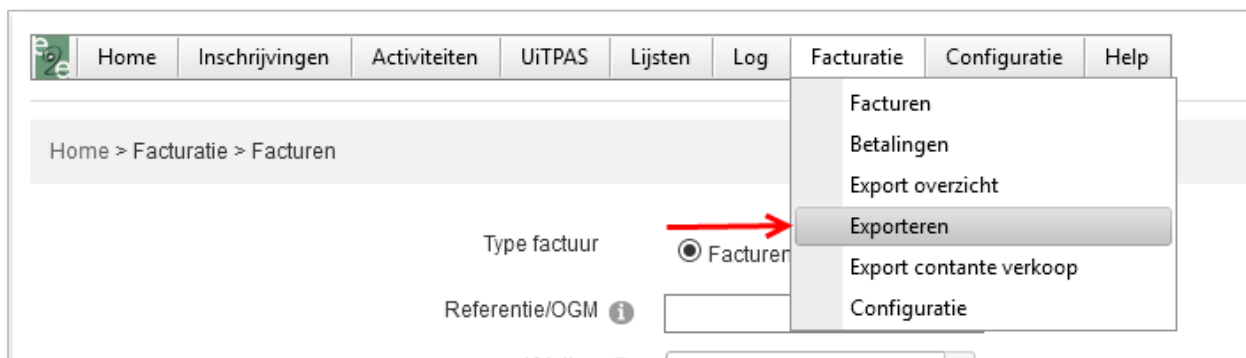 e2e Home Inschrijvingen Activiteiten UiTPAS Lijsten Log Facturatie Configuratie Help
Facturen
Betalingen
Export overzicht
Exporteren
Export contante verkoop
Configuratie
Home > Facturatie > Facturen
Type factuur Facturen
Referentie/OGM